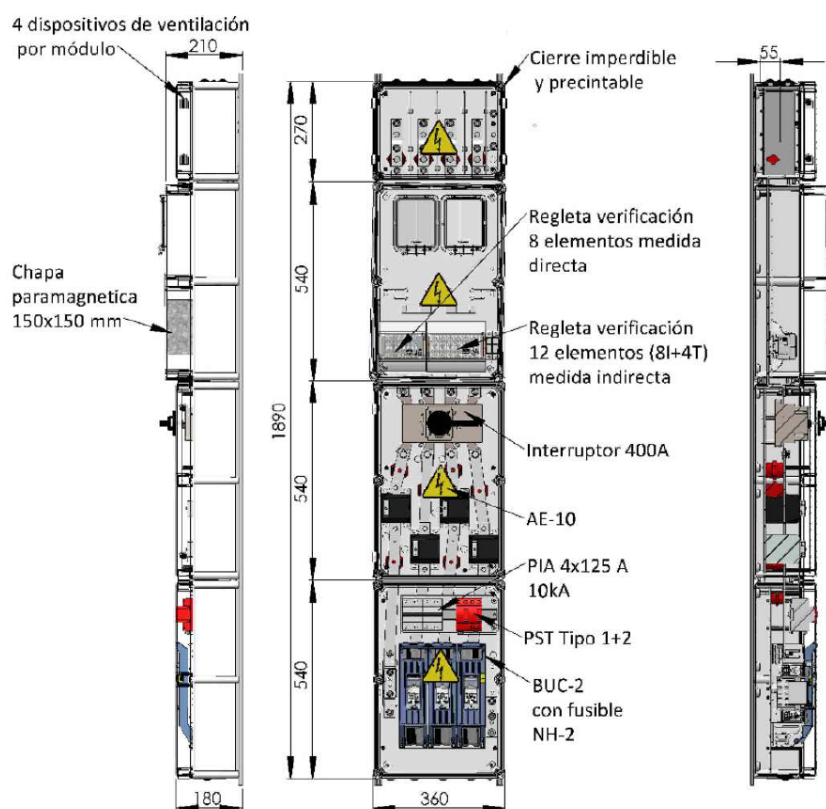 4 dispositivos de ventilación
por módulo
210
Cierre imperdible
y precintable
55
270
540
Regleta verificación
8 elementos medida
directa
Chapa
paramagnetica
150x150 mm
Regleta verificación
12 elementos (8I+4T)
medida indirecta
1890
540
Interruptor 400A
AE-10
PIA 4x125 A
10kA
PST Tipo 1+2
540
BUC-2
con fusible
NH-2
180
360